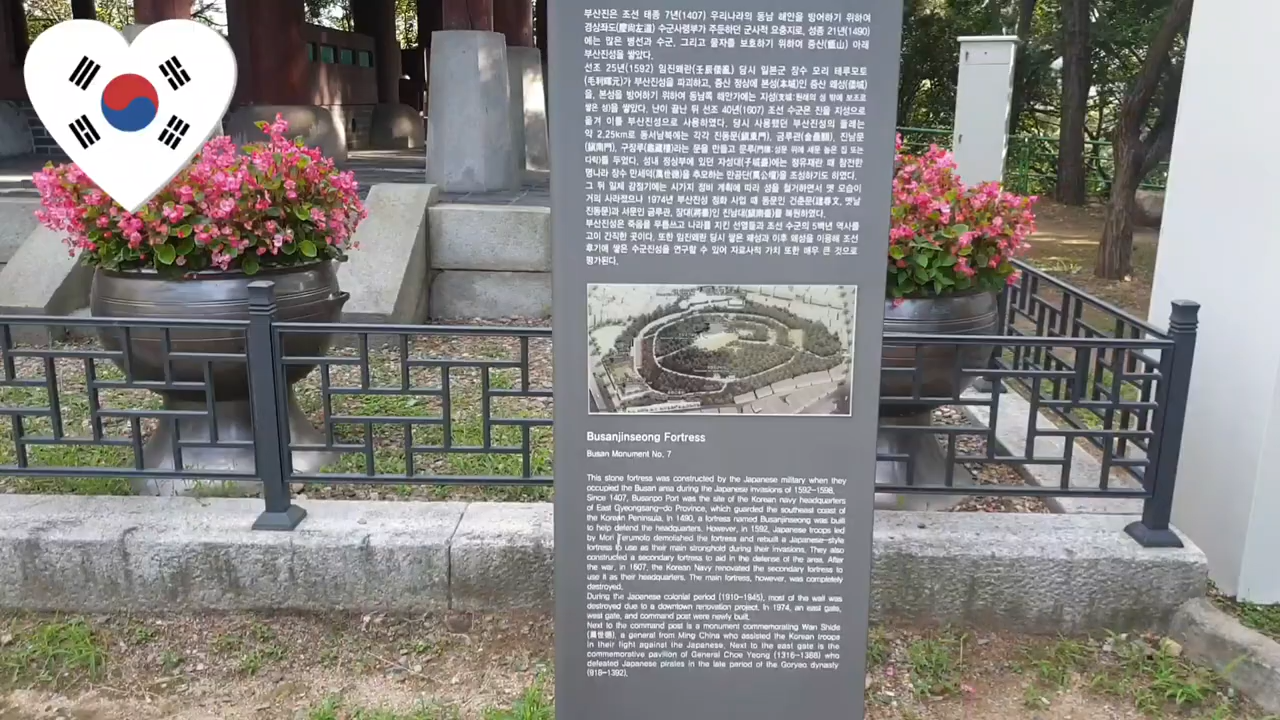 부산진은 조선 태종 7년(1407) 우리나라의 동남 해안을 방어하기 위하여
경상좌도(慶尙左道) 수군사령부가 주둔하던 군사적 요충지로, 성종 21년(1490)
에는 많은 병선과 수군, 그리고 물자를 보호하기 위하여 증산(甑山) 아래
부산진성을 쌓았다.
선조 25년(1592) 임진왜란(壬辰倭亂) 당시 일본군 장수 모리 테루모토
(毛利輝元)가 부산진성을 파괴하고, 증산 정상에 본성(本城)인 증산 왜성(倭城)
을, 본성을 방어하기 위하여 동남쪽 해안가에는 지성(支城:원래의 성 밖에 보조로
쌓은 성)을 쌓았다. 난이 끝난 뒤 선조 40년(1607) 조선 수군은 진을 지성으로
옮겨 이를 부산진성으로 사용하였다. 당시 사용했던 부산진성의 둘레는
약 2.25km로 동서남북에는 각각 진동문(鎭東門), 금루관(金壘關), 진남문
(鎭南門), 구장루(龜藏樓)라는 문을 만들고 문루(門樓:성문 위에 세운 높은 집 또는
다락)를 두었다. 성내 정상부에 있던 자성대(子城臺)에는 정유재란 때 참전한
명나라 장수 만세덕(萬世德)을 추모하는 만공단(萬公壇)을 조성하기도 하였다.
그 뒤 일제 강점기에는 시가지 정비 계획에 따라 성을 철거하면서 옛 모습이
거의 사라졌으나 1974년 부산진성 정화 사업 때 동문인 건춘문(建春文, 옛날
진동문)과 서문인 금루관, 장대(將臺)인 진남대(鎭南臺)를 복원하였다.
부산진성은 죽음을 무릅쓰고 나라를 지킨 선열들과 조선 수군의 5백년 역사를
고이 간직한 곳이다. 또한 임진왜란 당시 쌓은 왜성과 이후 왜성을 이용해 조선
후기에 쌓은 수군진성을 연구할 수 있어 자료사적 가치 또한 매우 큰 것으로
평가된다.
Busanjinseong Fortress
Busan Monument No. 7
This stone fortress was constructed by the Japanese military when they
occupied the Busan area during the Japanese invasions of 1592-1598.
Since 1407, Busanpo Port was the site of the Korean navy headquarters
of East Gyeongsang-do Province, which guarded the southeast coast of
the Korean Peninsula. In 1490, a fortress named Busanjinseong was built
to help defend the headquarters. However, in 1592, Japanese troops led
by Mori Terumoto demolished the fortress and rebuilt a Japanese-style
fortress to use as their main stronghold during their invasions. They also
constructed a secondary fortress to aid in the defense of the area. After
the war, in 1607, the Korean Navy renovated the secondary fortress to
use it as their headquarters. The main fortress, however, was completely
destroyed.
During the Japanese colonial period (1910-1945), most of the wall was
destroyed due to a downtown renovation project. In 1974, an east gate,
west gate, and command post were newly built.
Next to the command post is a monument commemorating Wan Shide
(萬世德), a general from Ming China who assisted the Korean troops
in their fight against the Japanese. Next to the east gate is the
commemorative pavilion of General Choe Yeong (1316-1388) who
defeated Japanese pirates in the late period of the Goryeo dynasty
(918-1392).